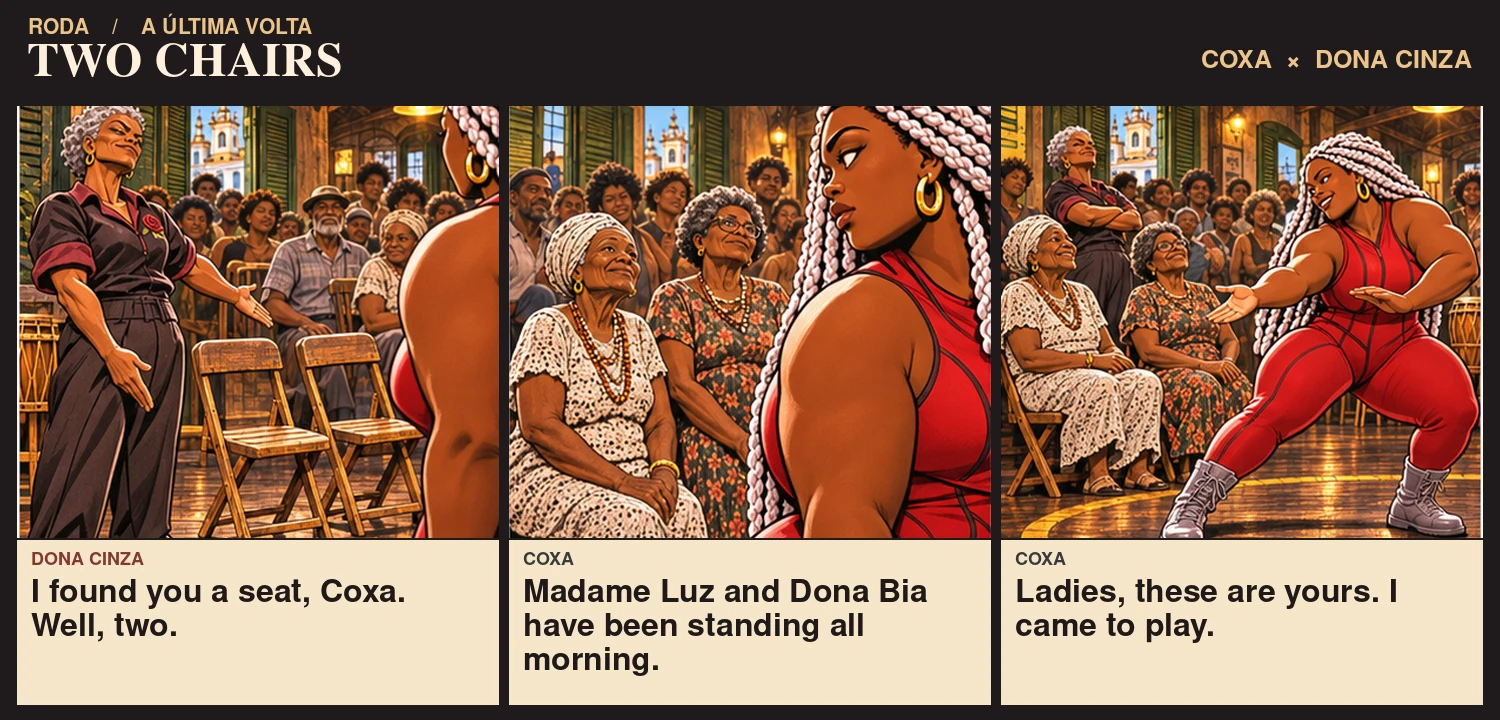 RODA / A ÚLTIMA VOLTA
TWO CHAIRS
COXA × DONA CINZA
DONA CINZA
I found you a seat, Coxa.
Well, two.
COXA
Madame Luz and Dona Bia
have been standing all
morning.
COXA
Ladies, these are yours. I
came to play.